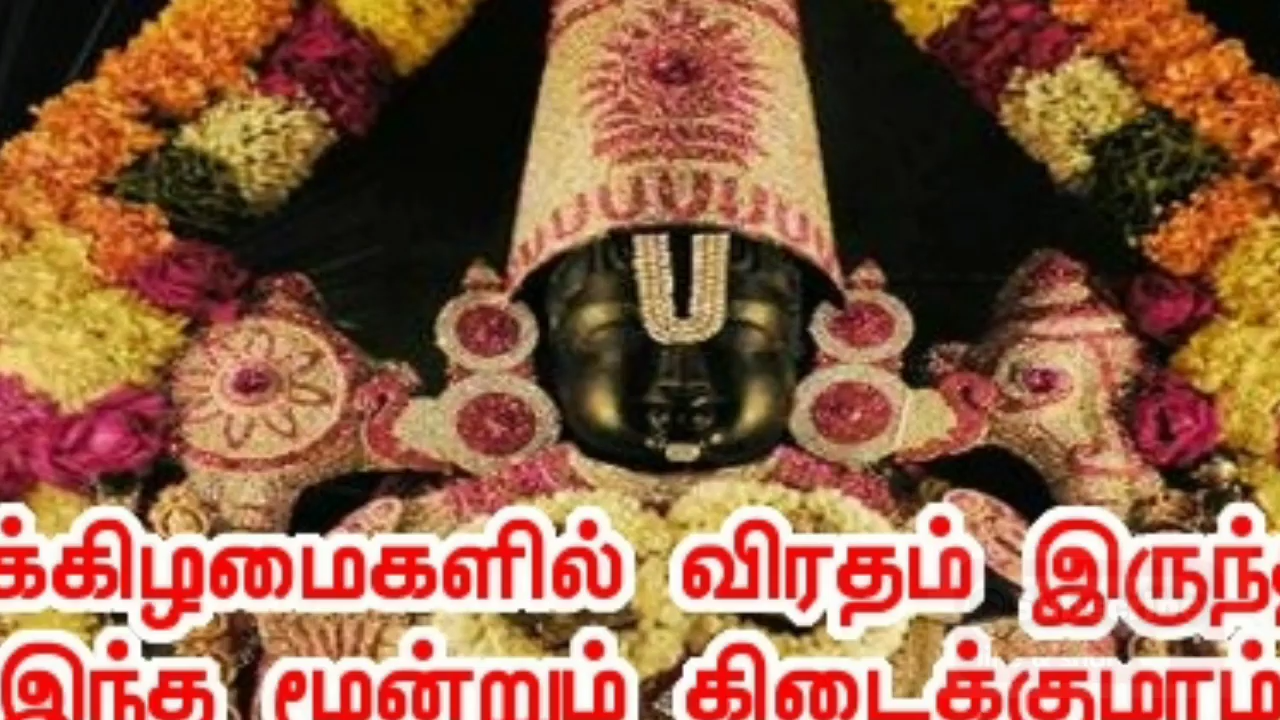 க்கிழமைகளில் விரதம் இருந்
இந்த மூன்றும் கிடைக்குமாம்